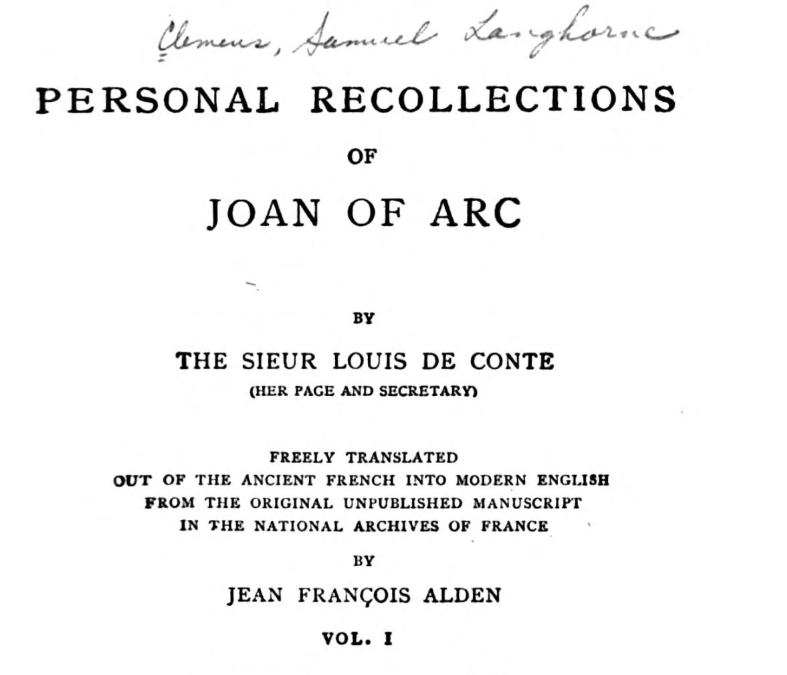 Clemens, Samuel Langhorne
PERSONAL RECOLLECTIONS
OF
JOAN OF ARC
BY
THE SIEUR LOUIS DE CONTE
(HER PAGE AND SECRETARY)
FREELY TRANSLATED
OUT OF THE ANCIENT FRENCH INTO MODERN ENGLISH
FROM THE ORIGINAL UNPUBLISHED MANUSCRIPT
IN THE NATIONAL ARCHIVES OF FRANCE
BY
JEAN FRANÇOIS ALDEN
VOL. I